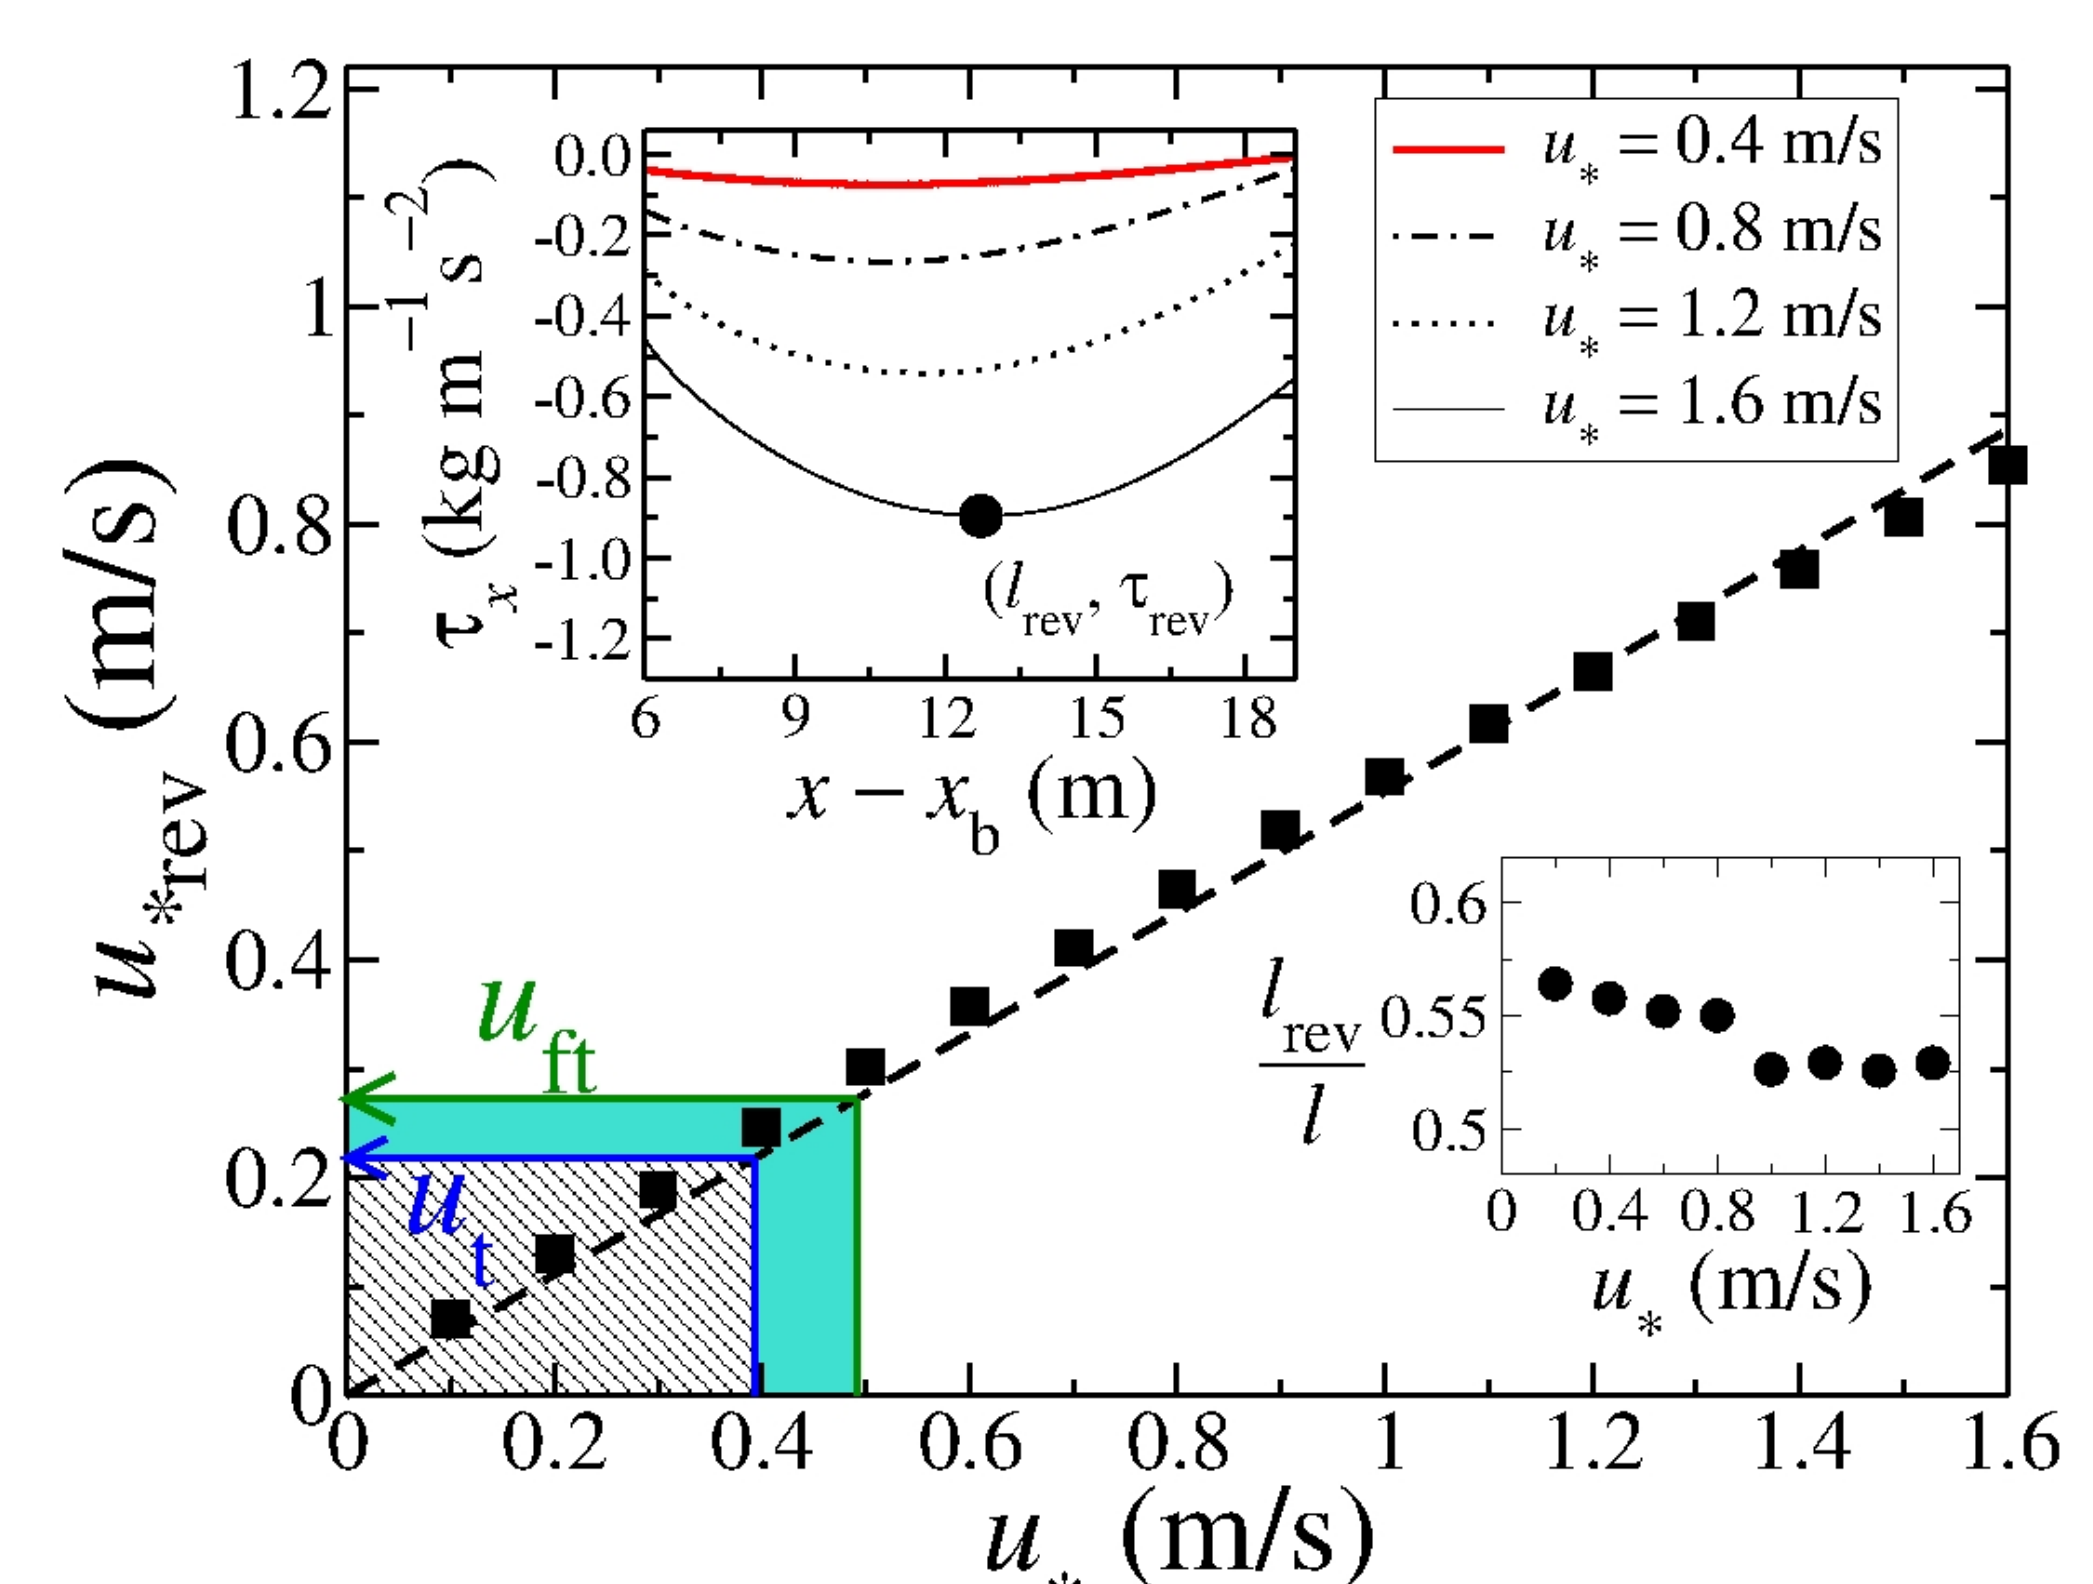 1.2
1
0.8
0.6
0.4
0.2
0
u*rev (m/s)
0 0.2 0.4 0.6 0.8 1 1.2 1.4 1.6
u* (m/s)
uft
ut
τx (kg m−1 s−2)
0.0
-0.2
-0.4
-0.6
-0.8
-1.0
-1.2
(lrev, τrev)
6 9 12 15 18
x − xb (m)
u* = 0.4 m/s
u* = 0.8 m/s
u* = 1.2 m/s
u* = 1.6 m/s
lrev
l
0.6
0.55
0.5
0 0.4 0.8 1.2 1.6
u* (m/s)